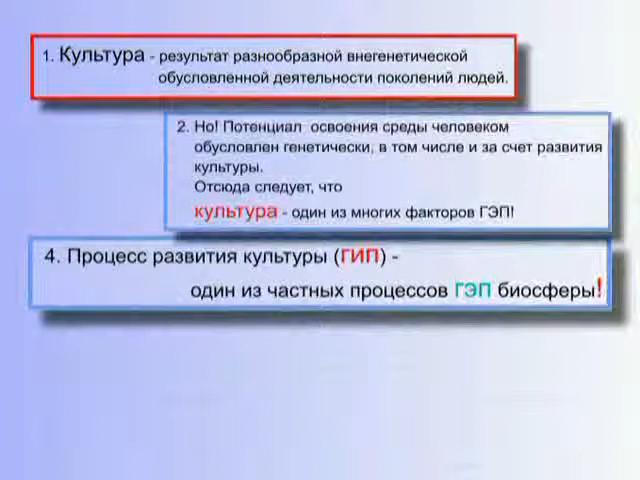 1. Культура - результат разнообразной внегенетической
обусловленной деятельности поколений людей.
2. Но! Потенциал освоения среды человеком
обусловлен генетически, в том числе и за счет развития
культуры.
Отсюда следует, что
культура - один из многих факторов ГЭП!
4. Процесс развития культуры (ГИП) -
один из частных процессов ГЭП биосферы!